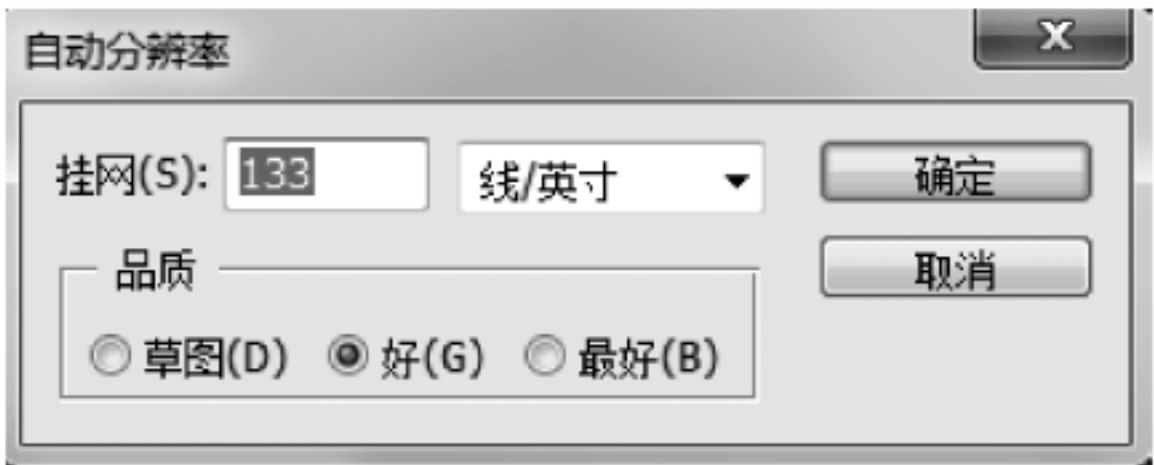 自动分辨率
挂网(S): 133 线/英寸 确定
取消
品质
草图(D) 好(G) 最好(B)